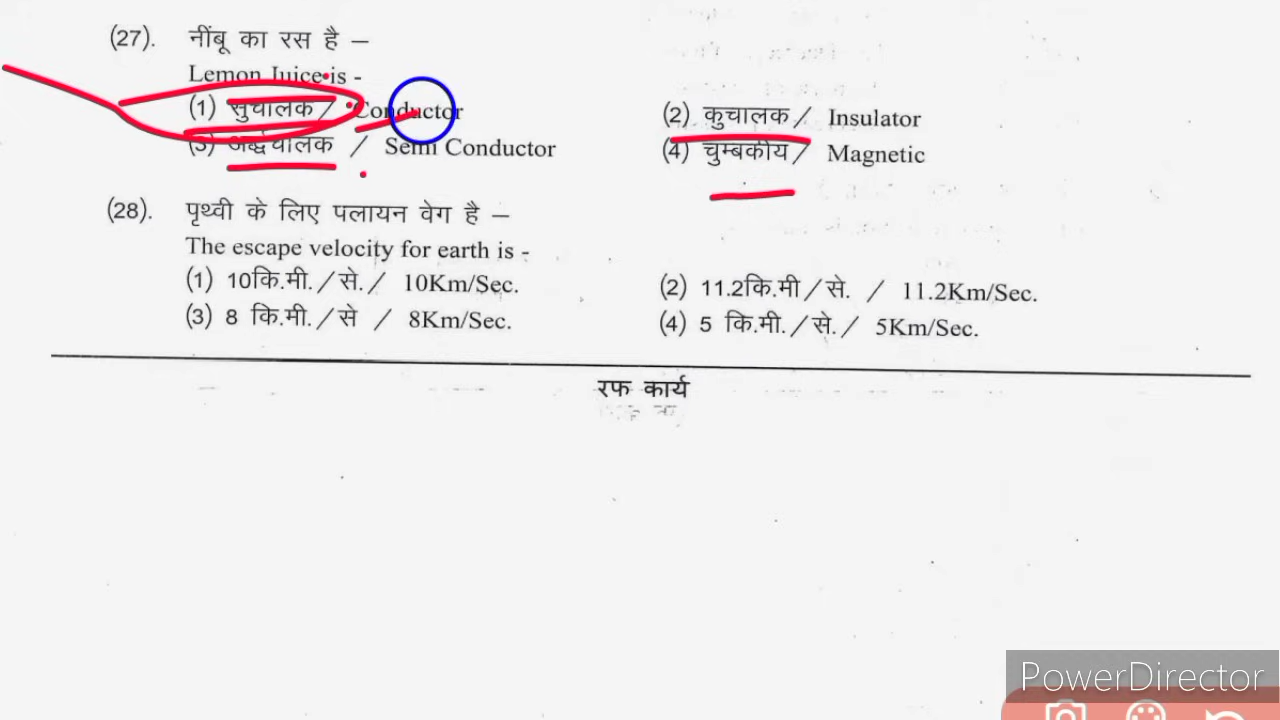 (27). नींबू का रस है –
Lemon Juice is -
(1) सुचालक / Conductor (2) कुचालक / Insulator
(3) अर्द्धचालक / Semi Conductor (4) चुम्बकीय / Magnetic
(28). पृथ्वी के लिए पलायन वेग है –
The escape velocity for earth is -
(1) 10कि.मी. / से. / 10Km/Sec. (2) 11.2कि.मी / से. / 11.2Km/Sec.
(3) 8 कि.मी. / से / 8Km/Sec. (4) 5 कि.मी. / से. / 5Km/Sec.
रफ कार्य
PowerDirector